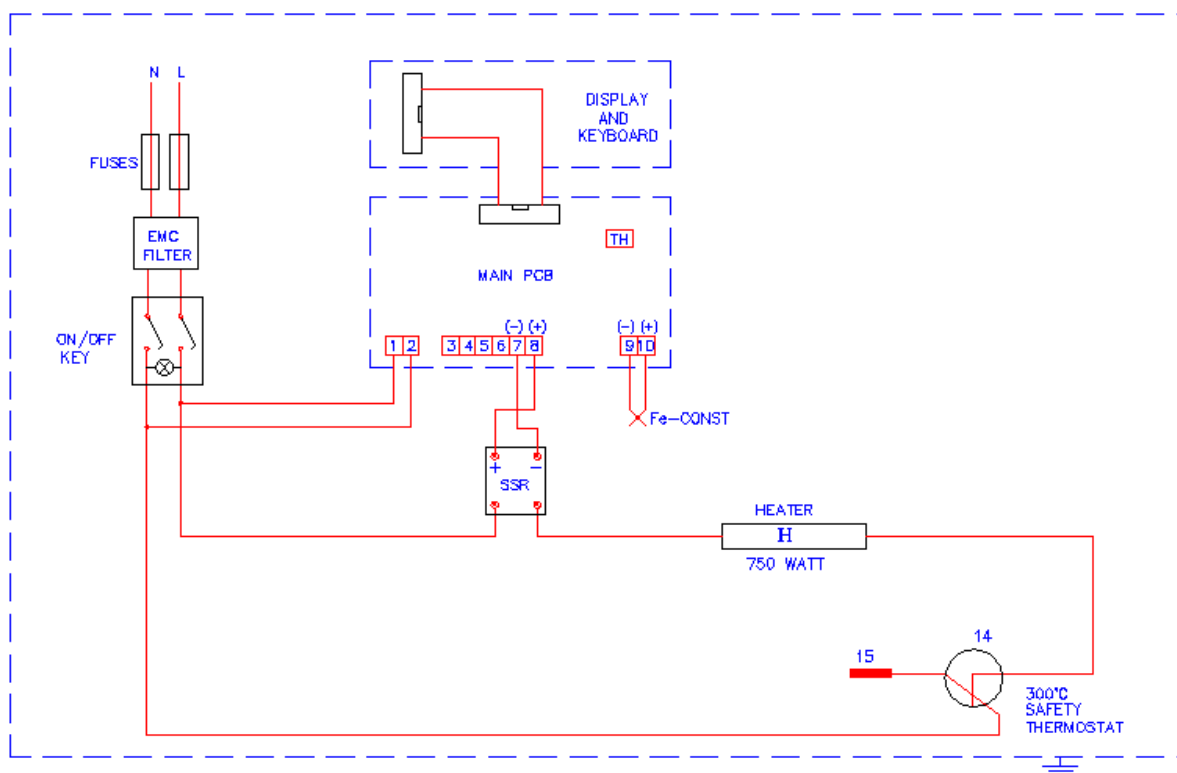 N L
FUSES
EMC
FILTER
ON/OFF
KEY
DISPLAY
AND
KEYBOARD
TH
MAIN PCB
(-) (+)
(-) (+)
1 2
3 4 5 6 7 8
9 10
Fe-CONST
+ -
SSR
HEATER
H
750 WATT
14
15
300°C
SAFETY
THERMOSTAT